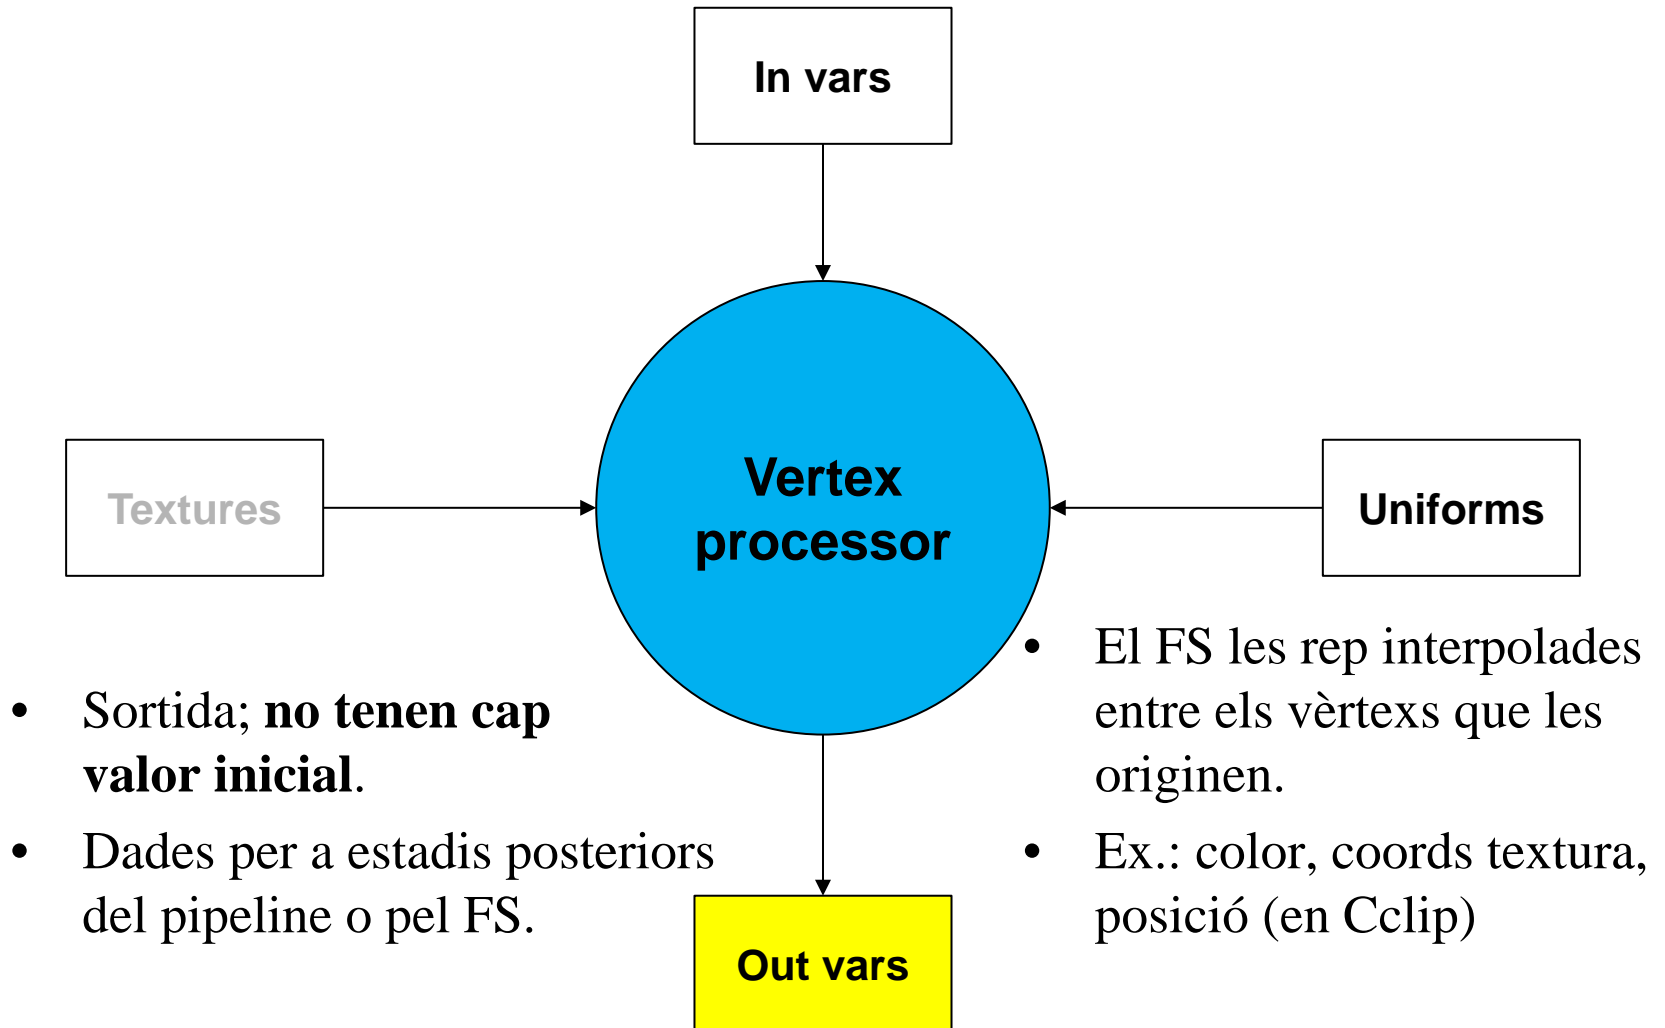 In vars
Textures
Vertex
processor
Uniforms
• Sortida; no tenen cap
valor inicial.
• Dades per a estadis posteriors
del pipeline o pel FS.
• El FS les rep interpolades
entre els vèrtexs que les
originen.
• Ex.: color, coords textura,
posició (en Cclip)
Out vars